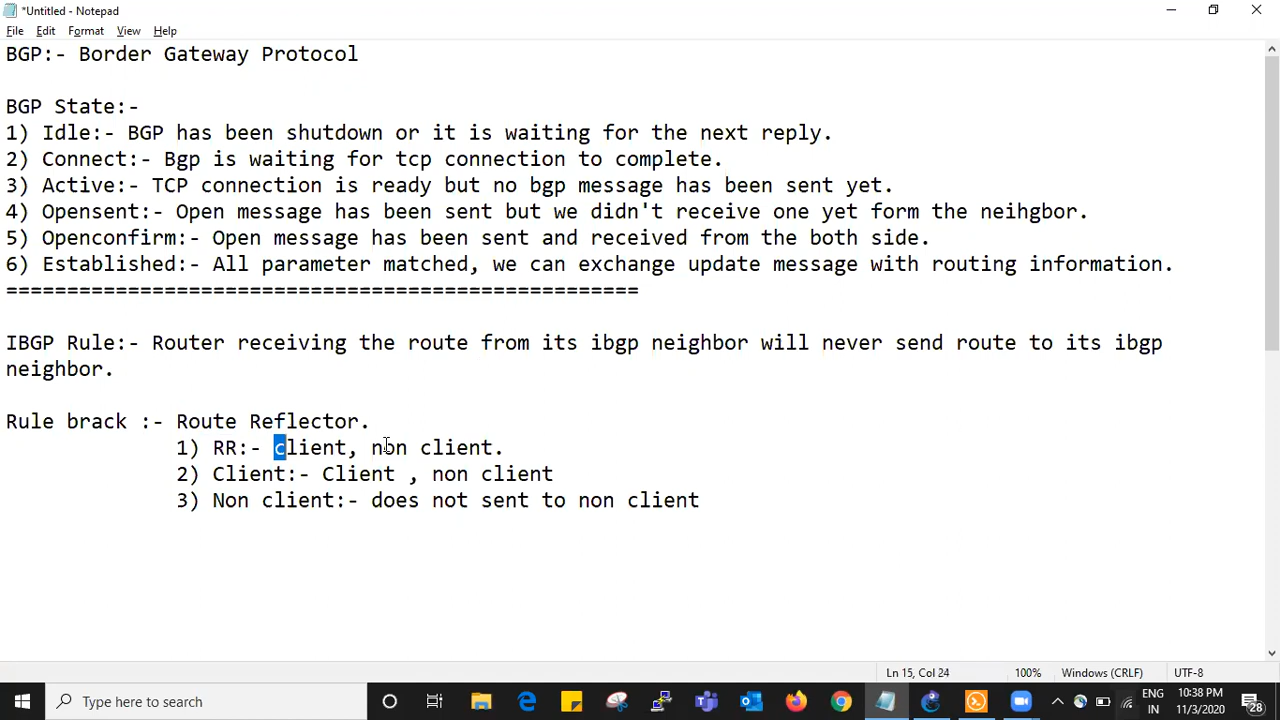 *Untitled - Notepad
File Edit Format View Help
BGP:- Border Gateway Protocol
BGP State:-
1) Idle:- BGP has been shutdown or it is waiting for the next reply.
2) Connect:- Bgp is waiting for tcp connection to complete.
3) Active:- TCP connection is ready but no bgp message has been sent yet.
4) Opensent:- Open message has been sent but we didn't receive one yet form the neihgbor.
5) Openconfirm:- Open message has been sent and received from the both side.
6) Established:- All parameter matched, we can exchange update message with routing information.
====================================================
IBGP Rule:- Router receiving the route from its ibgp neighbor will never send route to its ibgp
neighbor.
Rule brack :- Route Reflector.
1) RR:- client, non client.
2) Client:- Client , non client
3) Non client:- does not sent to non client
Ln 15, Col 24 100% Windows (CRLF) UTF-8
Type here to search
ENG
IN
10:38 PM
11/3/2020
28